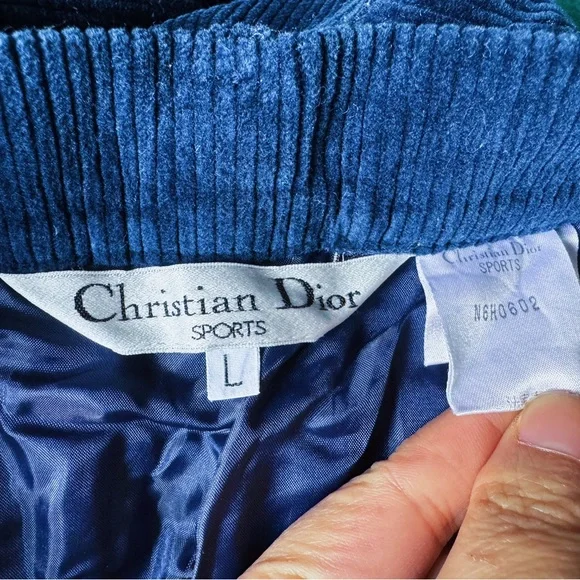 Christian Dior
SPORTS
L
Christian Dior
SPORTS
N6H0602